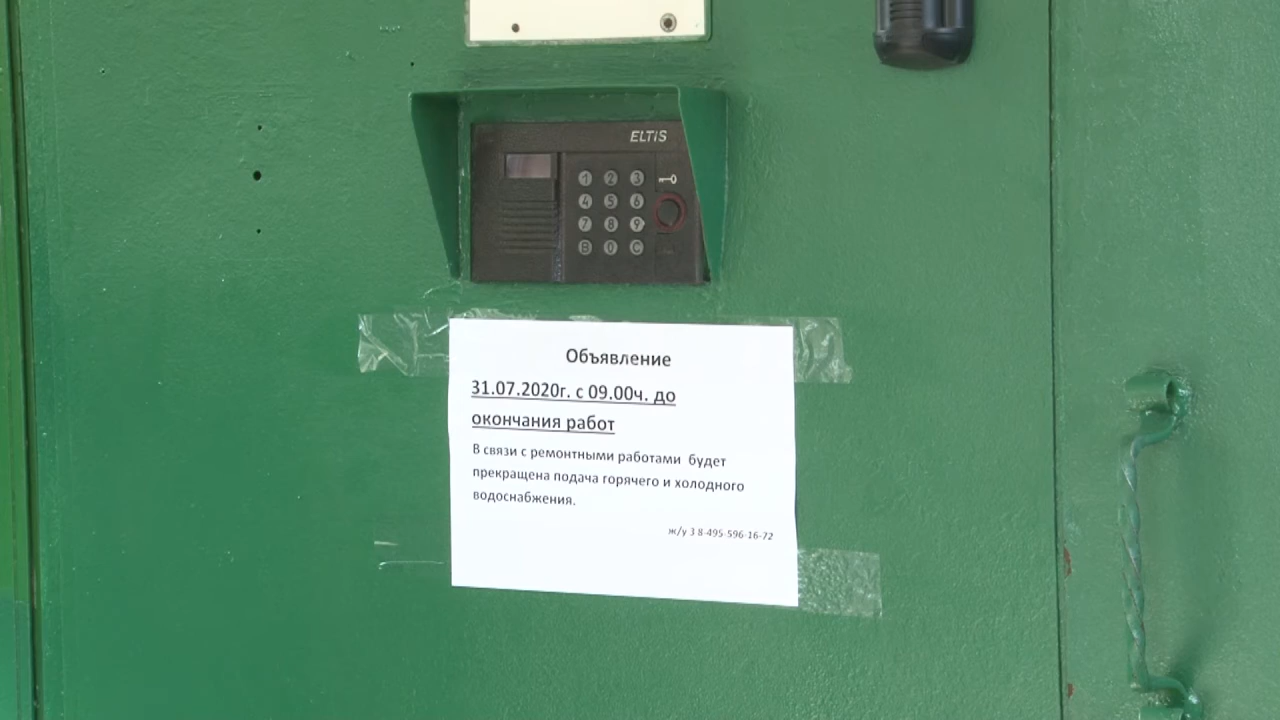 ELTIS
1 2 3
4 5 6
7 8 9
B 0 C
Объявление
31.07.2020г. с 09.00ч. до
окончания работ
В связи с ремонтными работами будет
прекращена подача горячего и холодного
водоснабжения.
ж/у 3 8-495-596-16-72